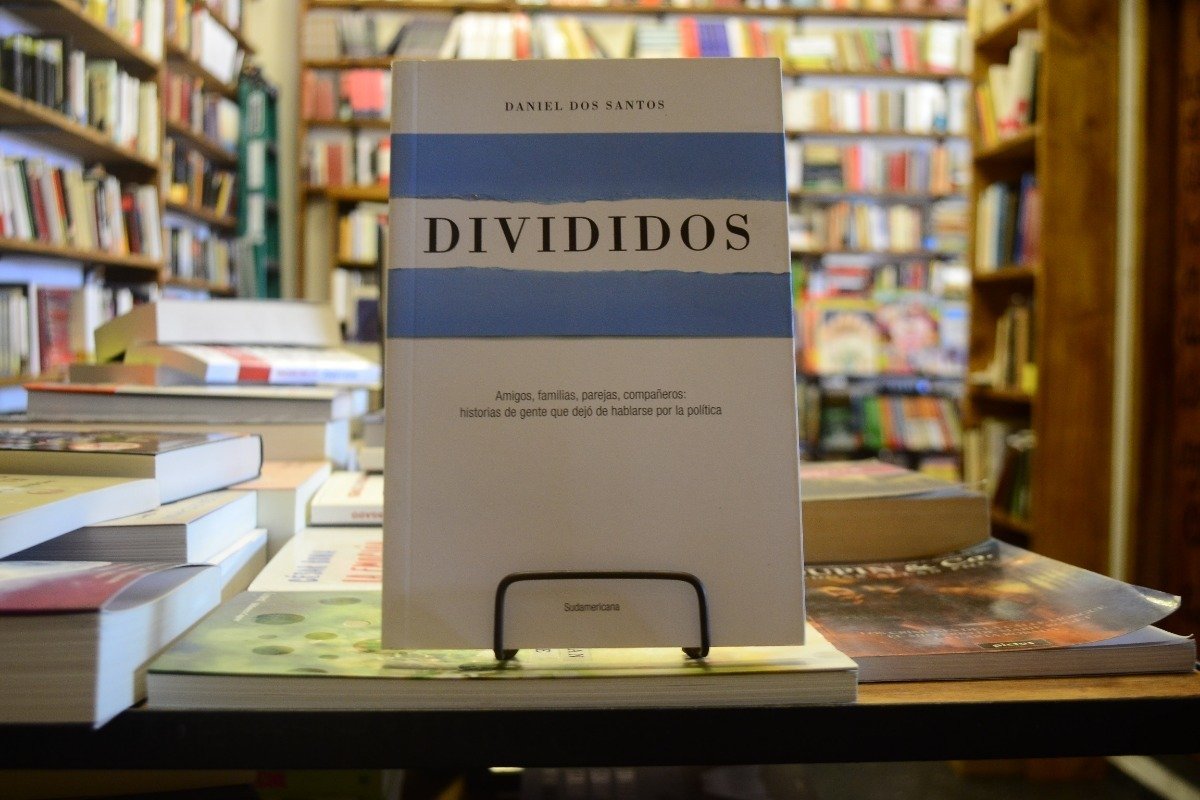 DANIEL DOS SANTOS
DIVIDIDOS
Amigos, familias, parejas, compañeros:
historias de gente que dejó de hablarse por la política
Sudamericana